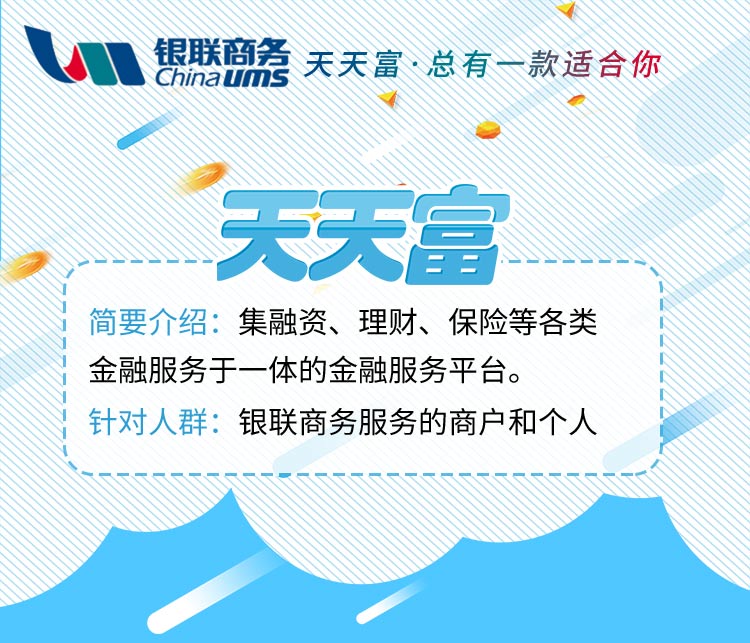 银联商务
China ums
天天富·总有一款适合你
天天富
简要介绍：集融资、理财、保险等各类
金融服务于一体的金融服务平台。
针对人群：银联商务服务的商户和个人